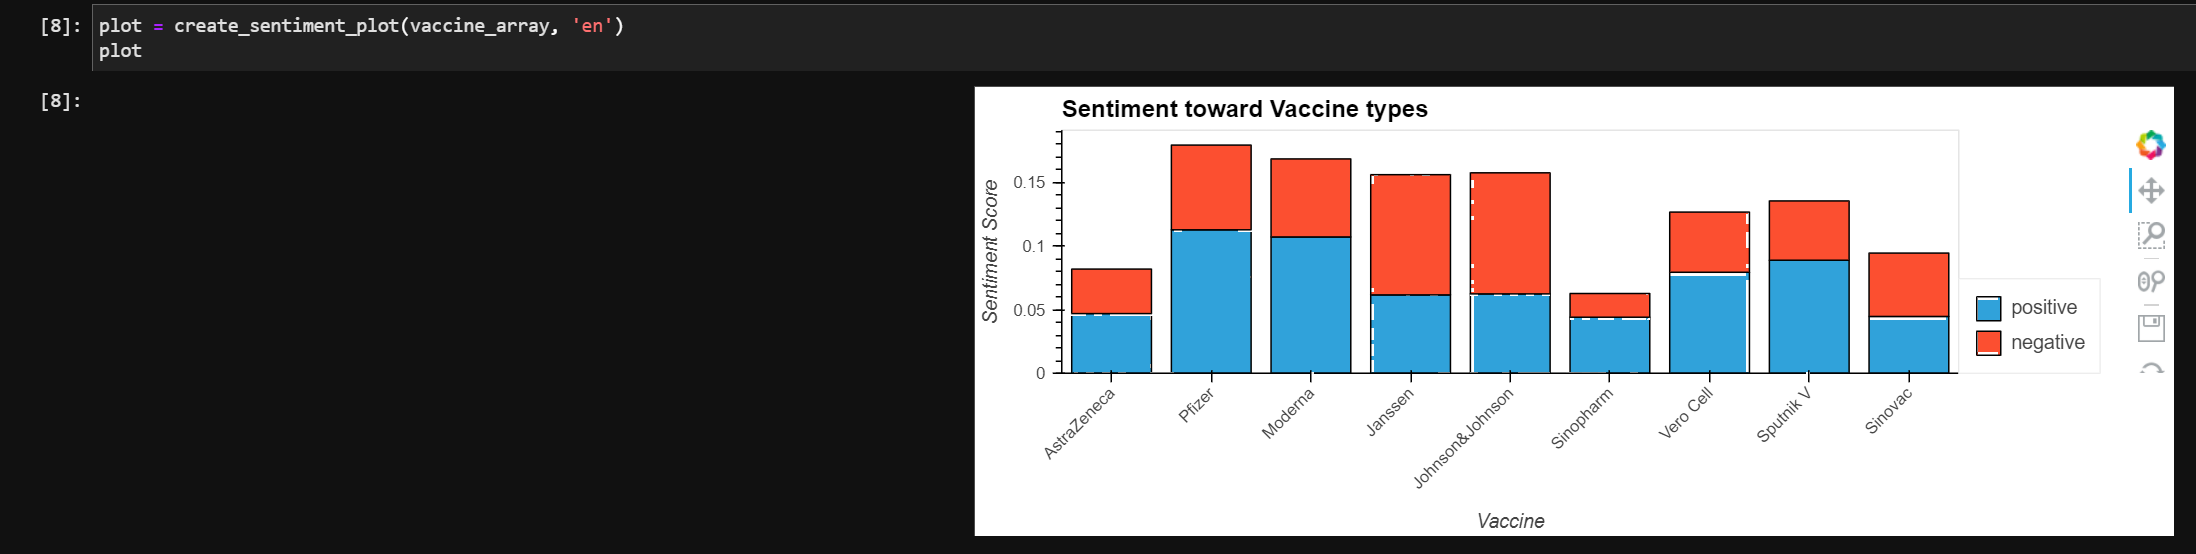 [8]: plot = create_sentiment_plot(vaccine_array, 'en')
plot
[8]:
Sentiment toward Vaccine types
Sentiment Score
0.15
0.1
0.05
0
positive
negative
AstraZeneca
Pfizer
Moderna
Janssen
Johnson&Johnson
Sinopharm
Vero Cell
Sputnik V
Sinovac
Vaccine